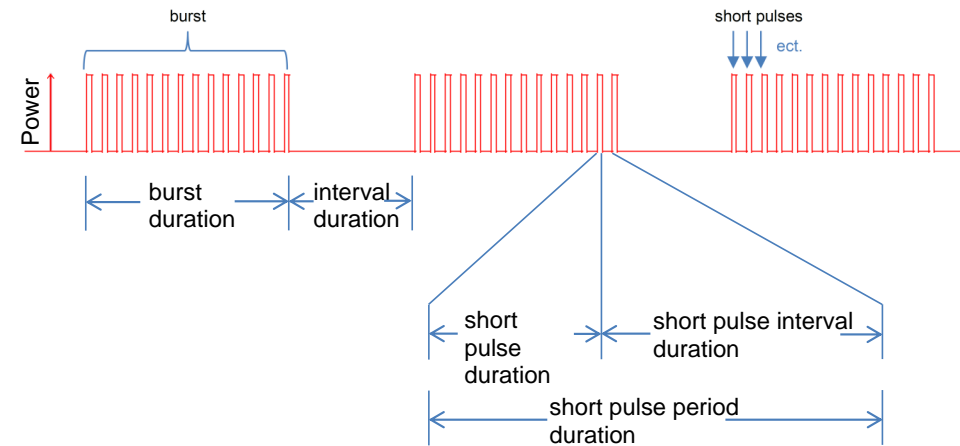 burst
short pulses
ect.
Power
burst
duration
interval
duration
short
pulse
duration
short pulse interval
duration
short pulse period
duration